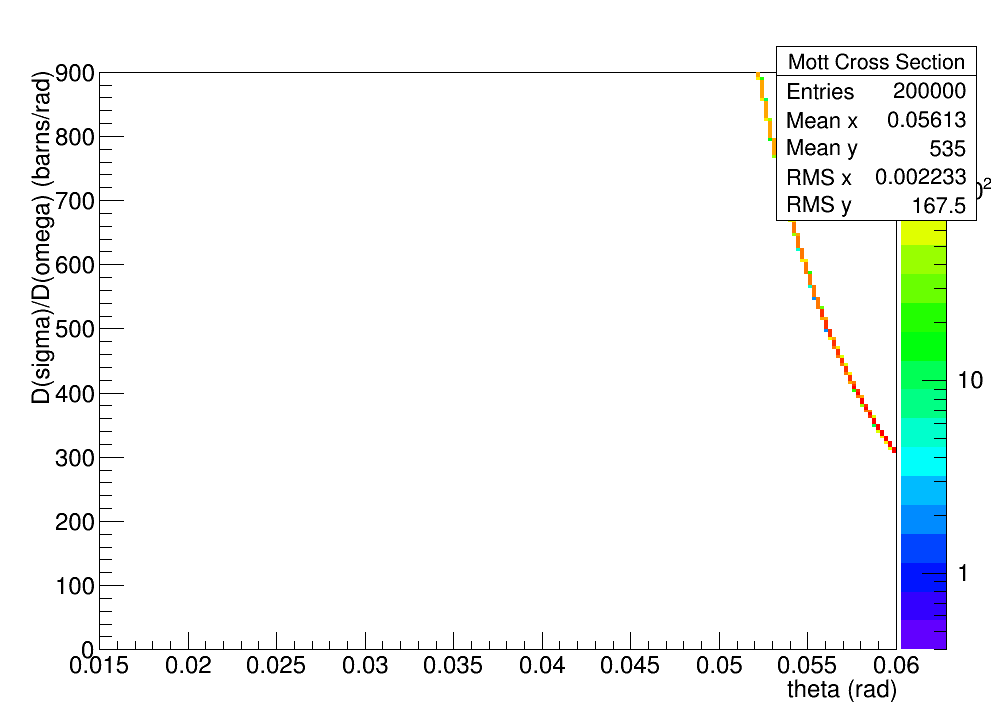 Mott Cross Section
Entries 200000
Mean x 0.05613
Mean y 535
RMS x 0.002233
RMS y 167.5
D(sigma)/D(omega) (barns/rad)
900
800
700
600
500
400
300
200
100
0
0.015 0.02 0.025 0.03 0.035 0.04 0.045 0.05 0.055 0.06
theta (rad)
10
1